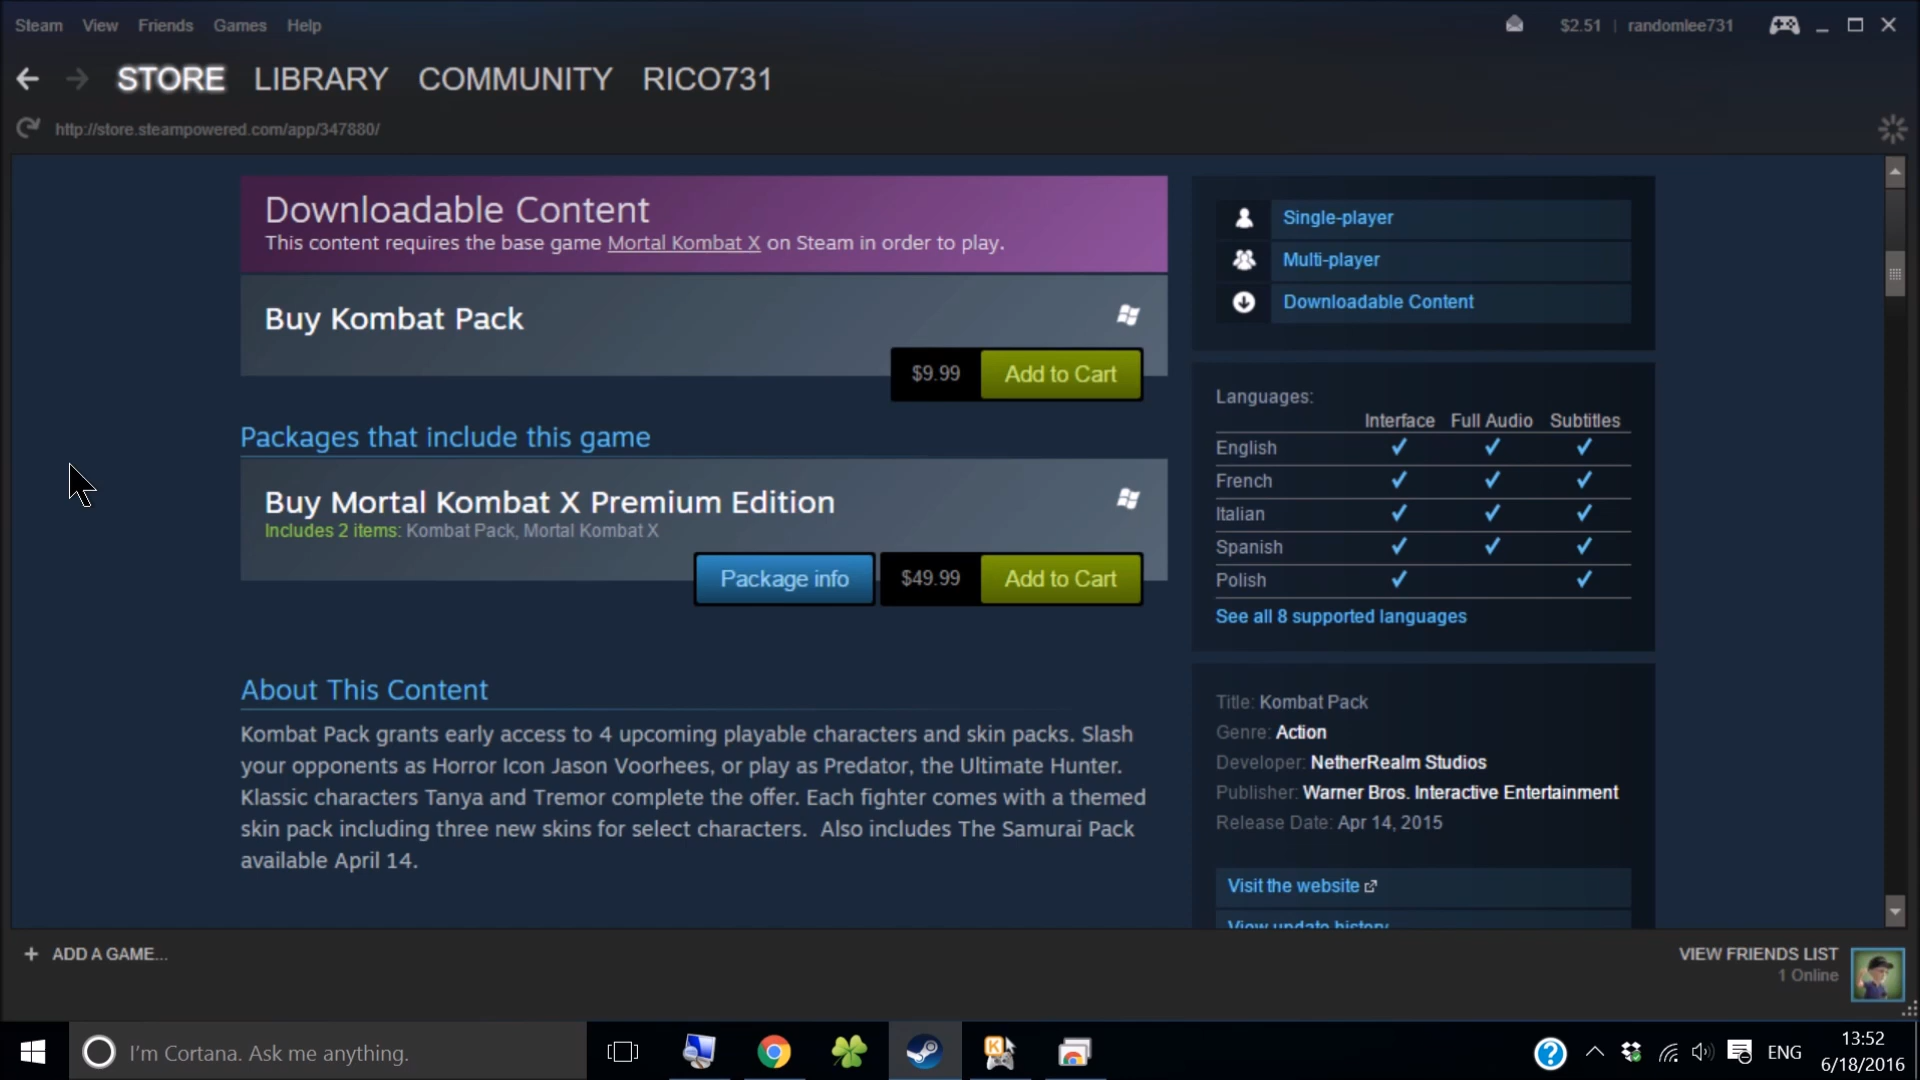 Steam View Friends Games Help
$2.51 | randomlee731
STORE LIBRARY COMMUNITY RICO731
http://store.steampowered.com/app/347880/
Downloadable Content
This content requires the base game Mortal Kombat X on Steam in order to play.
Buy Kombat Pack
$9.99 Add to Cart
Packages that include this game
Buy Mortal Kombat X Premium Edition
Includes 2 items: Kombat Pack, Mortal Kombat X
Package info $49.99 Add to Cart
About This Content
Kombat Pack grants early access to 4 upcoming playable characters and skin packs. Slash
your opponents as Horror Icon Jason Voorhees, or play as Predator, the Ultimate Hunter.
Klassic characters Tanya and Tremor complete the offer. Each fighter comes with a themed
skin pack including three new skins for select characters. Also includes The Samurai Pack
available April 14.
Single-player
Multi-player
Downloadable Content
Languages:
Interface Full Audio Subtitles
English ✔ ✔ ✔
French ✔ ✔ ✔
Italian ✔ ✔ ✔
Spanish ✔ ✔ ✔
Polish ✔ ✔
See all 8 supported languages
Title: Kombat Pack
Genre: Action
Developer: NetherRealm Studios
Publisher: Warner Bros. Interactive Entertainment
Release Date: Apr 14, 2015
Visit the website
View update history
+ ADD A GAME...
VIEW FRIENDS LIST
1 Online
I'm Cortana. Ask me anything.
ENG
13:52
6/18/2016